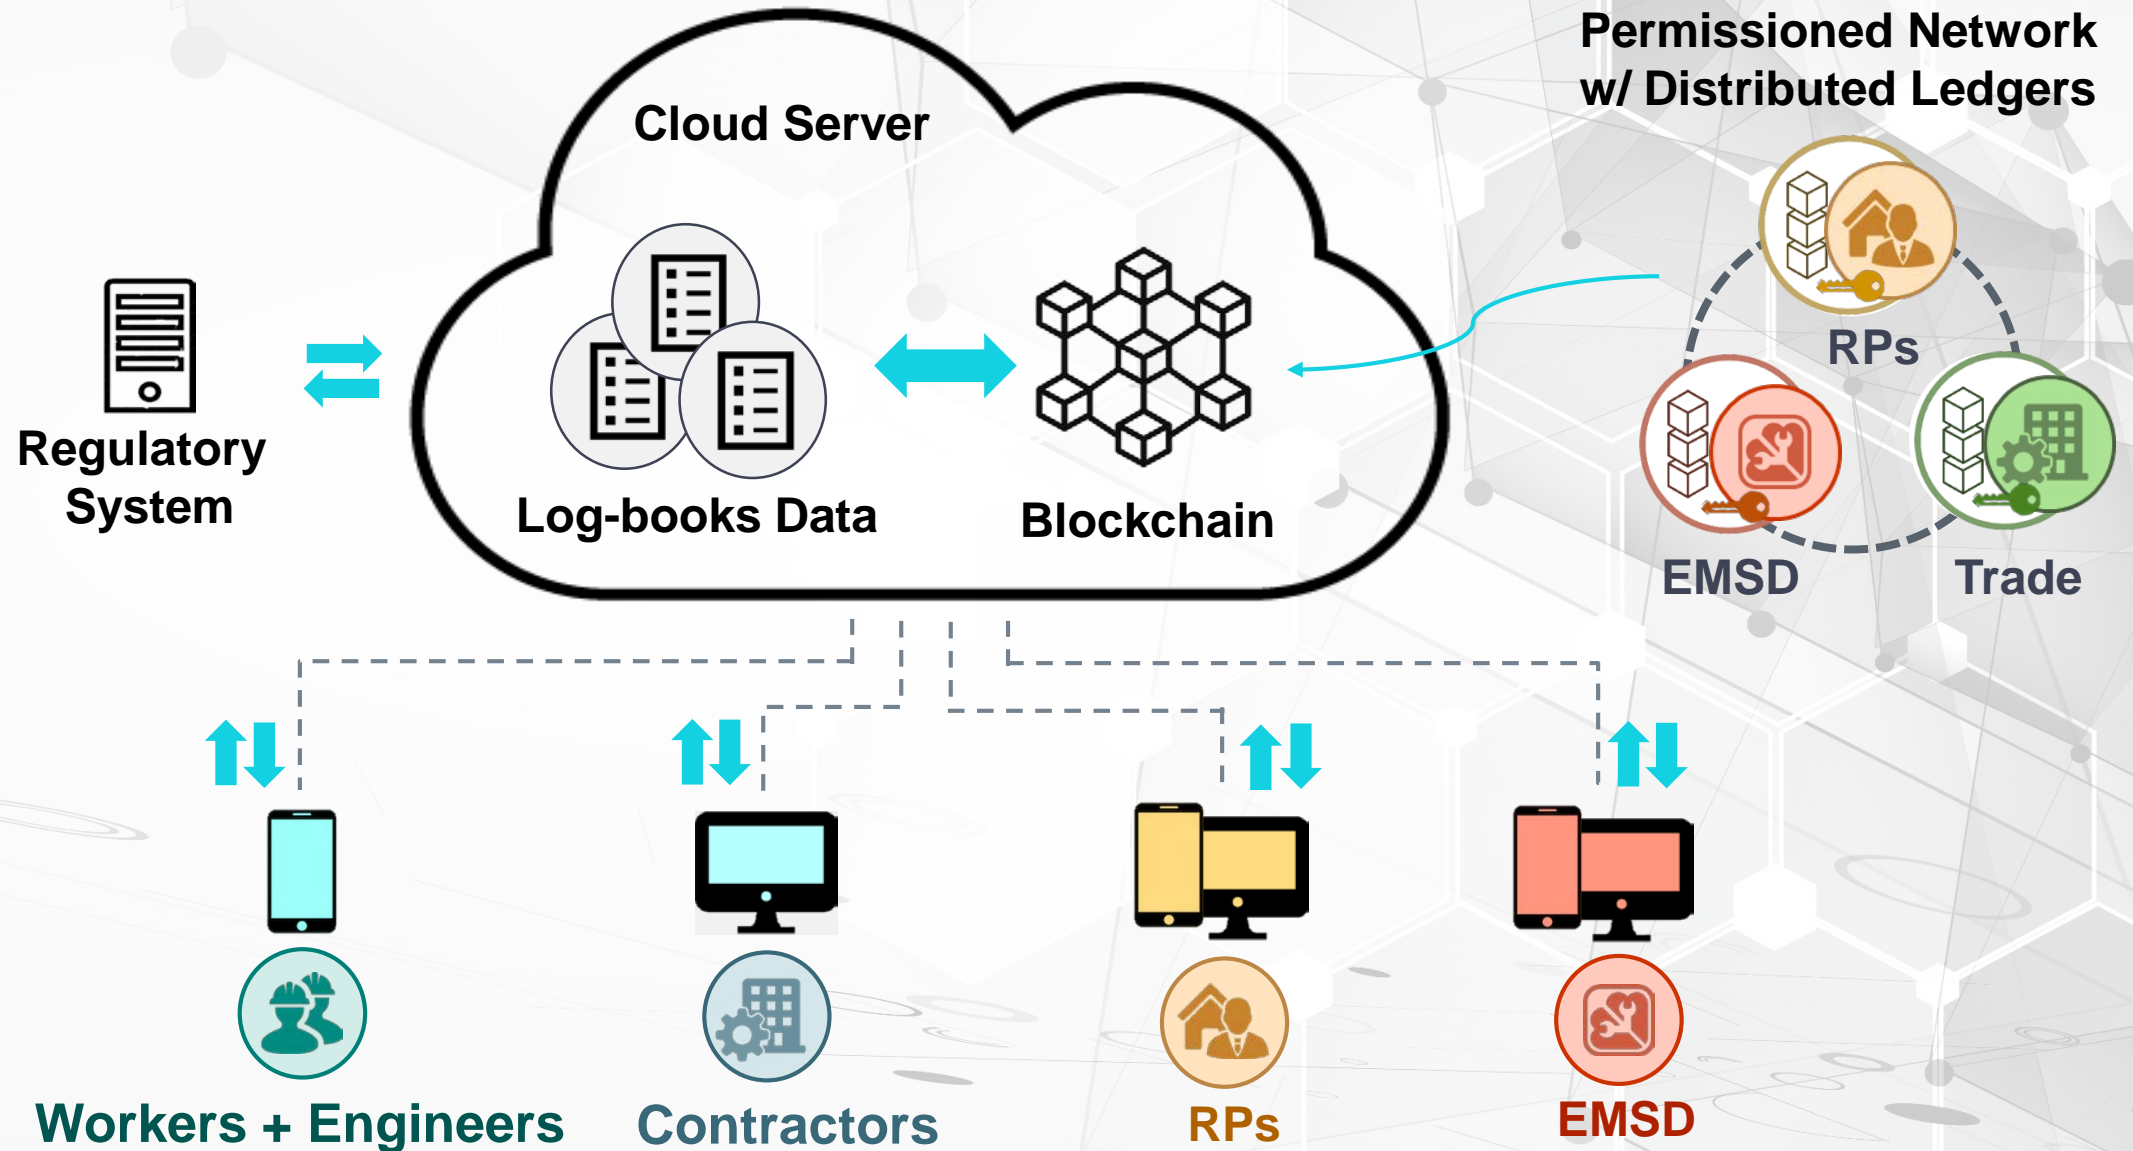 Permissioned Network
w/ Distributed Ledgers
Cloud Server
RPs
Regulatory
System
Log-books Data
Blockchain
EMSD
Trade
Workers + Engineers
Contractors
RPs
EMSD